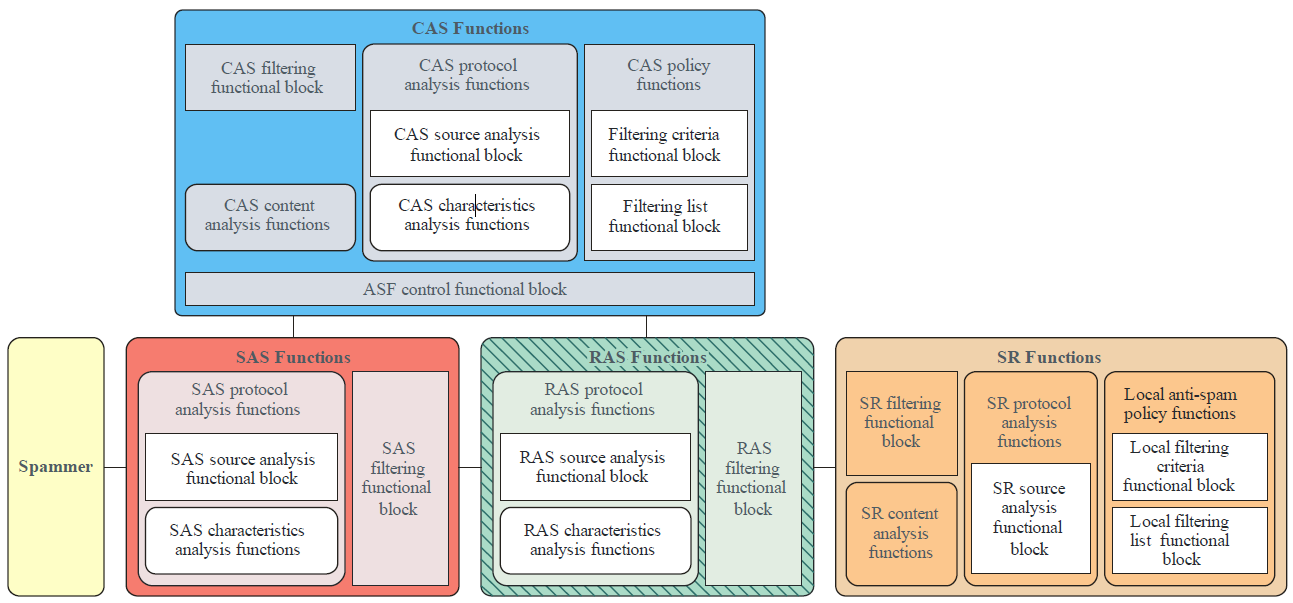 CAS Functions
CAS filtering
functional block
CAS protocol
analysis functions
CAS policy
functions
CAS source analysis
functional block
Filtering criteria
functional block
CAS content
analysis functions
CAS characteristics
analysis functions
Filtering list
functional block
ASF control functional block
Spammer
SAS Functions
SAS protocol
analysis functions
SAS source analysis
functional block
SAS characteristics
analysis functions
SAS
filtering
functional
block
RAS Functions
RAS protocol
analysis functions
RAS source analysis
functional block
RAS characteristics
analysis functions
RAS
filtering
functional
block
SR Functions
SR filtering
functional
block
SR content
analysis
functions
SR protocol
analysis
functions
SR source
analysis
functional
block
Local anti-spam
policy functions
Local filtering
criteria
functional block
Local filtering
list functional
block